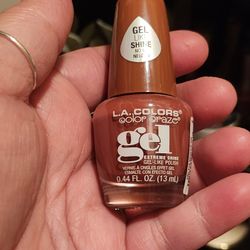 GEL
LIKE
SHINE
L.A. COLORS®
color craze®
gel
EXTREME SHINE
GEL-LIKE POLISH
VERNIS À ONGLES EFFET GEL
ESMALTE CON EFECTO GEL
0.44 FL. OZ. (13 mL)